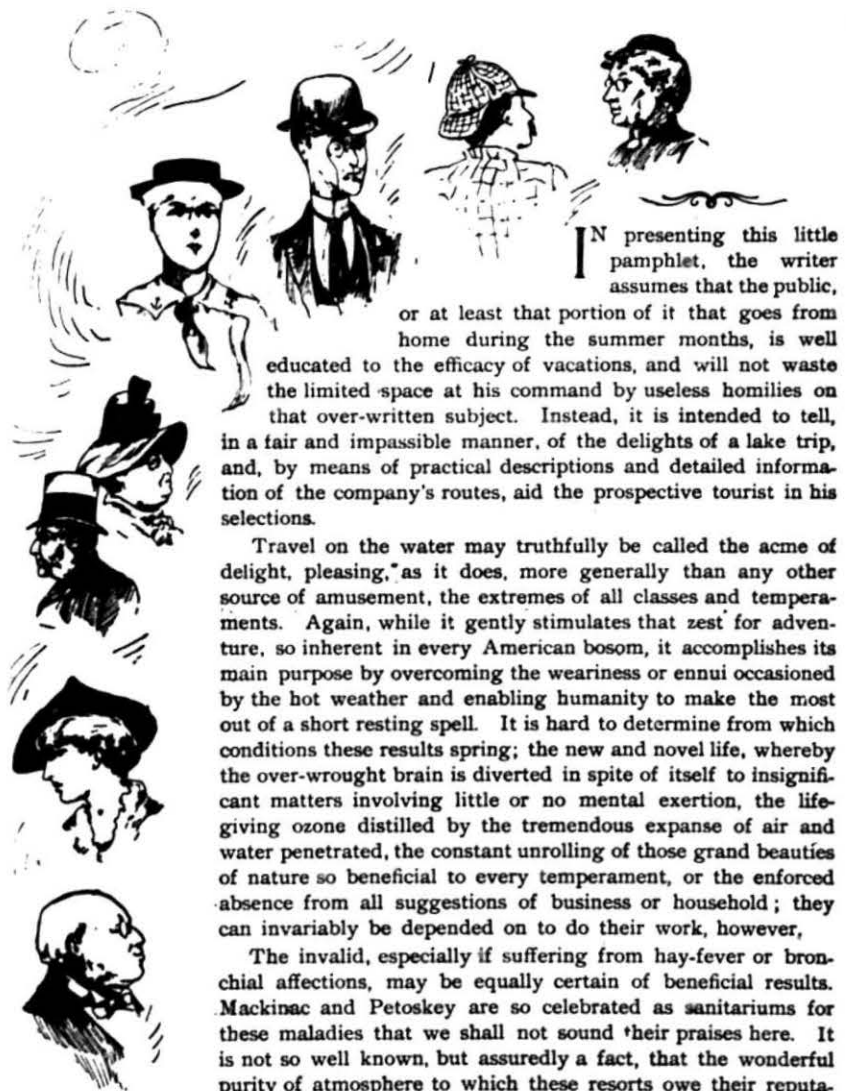 IN presenting this little
pamphlet, the writer
assumes that the public,
or at least that portion of it that goes from
home during the summer months, is well
educated to the efficacy of vacations, and will not waste
the limited space at his command by useless homilies on
that over-written subject. Instead, it is intended to tell,
in a fair and impassible manner, of the delights of a lake trip,
and, by means of practical descriptions and detailed informa-
tion of the company's routes, aid the prospective tourist in his
selections.
Travel on the water may truthfully be called the acme of
delight, pleasing, as it does, more generally than any other
source of amusement, the extremes of all classes and tempera-
ments. Again, while it gently stimulates that zest for adven-
ture, so inherent in every American bosom, it accomplishes its
main purpose by overcoming the weariness or ennui occasioned
by the hot weather and enabling humanity to make the most
out of a short resting spell. It is hard to determine from which
conditions these results spring; the new and novel life, whereby
the over-wrought brain is diverted in spite of itself to insignifi-
cant matters involving little or no mental exertion, the life-
giving ozone distilled by the tremendous expanse of air and
water penetrated, the constant unrolling of those grand beauties
of nature so beneficial to every temperament, or the enforced
absence from all suggestions of business or household; they
can invariably be depended on to do their work, however,
The invalid, especially if suffering from hay-fever or bron-
chial affections, may be equally certain of beneficial results.
Mackinac and Petoskey are so celebrated as sanitariums for
these maladies that we shall not sound their praises here. It
is not so well known, but assuredly a fact, that the wonderful
purity of atmosphere to which these resorts owe their reputa-